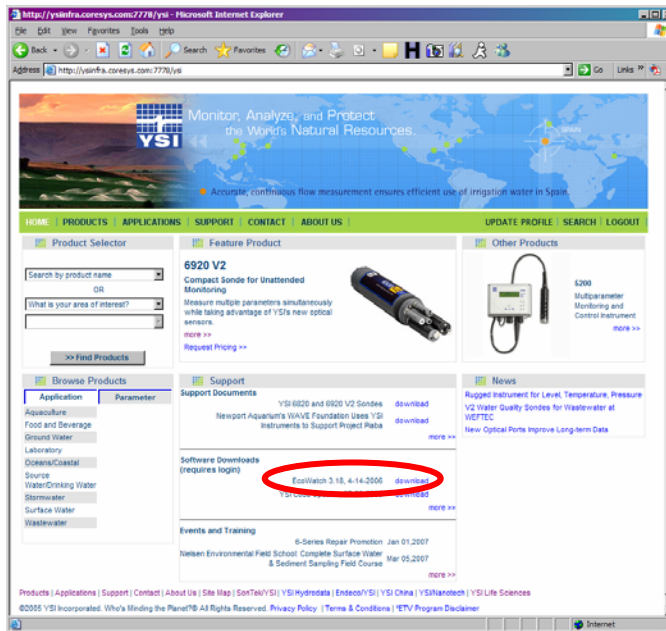 http://ysinfra.coresys.com:7778/ysi - Microsoft Internet Explorer
File Edit View Favorites Tools Help
Back Search Favorites
Address http://ysinfra.coresys.com:7778/ysi Go Links »
YSI
Monitor, Analyze, and Protect
the World's Natural Resources.
SPAIN
Accurate, continuous flow measurement ensures efficient use of irrigation water in Spain.
HOME | PRODUCTS | APPLICATIONS | SUPPORT | CONTACT | ABOUT US | UPDATE PROFILE | SEARCH | LOGOUT
Product Selector
Search by product name
OR
What is your area of interest?
>> Find Products
Feature Product
6920 V2
Compact Sonde for Unattended
Monitoring
Measure multiple parameters simultaneously
while taking advantage of YSI's new optical
sensors.
more >>
Request Pricing >>
Other Products
5200
Multiparameter
Monitoring and
Control Instrument
more >>
Browse Products
Application Parameter
Aquaculture
Food and Beverage
Ground Water
Laboratory
Oceans/Coastal
Source
Water/Drinking Water
Stormwater
Surface Water
Wastewater
Support
Support Documents
YSI 6820 and 6920 V2 Sondes download
Newport Aquarium's WAVE Foundation Uses YSI
Instruments to Support Project Piaba download
more >>
Software Downloads
(requires login)
EcoWatch 3.18, 4-14-2006 download
YSI Code download
more >>
Events and Training
6-Series Repair Promotion Jan 01,2007
Nielsen Environmental Field School: Complete Surface Water
& Sediment Sampling Field Course Mar 05,2007
more >>
News
Rugged Instrument for Level, Temperature, Pressure
V2 Water Quality Sondes for Wastewater at
WEFTEC
New Optical Ports Improve Long-term Data
Products | Applications | Support | Contact | About Us | Site Map | SonTek/YSI | YSI Hydrodata | Endeco/YSI | YSI China | YSI/Nanotech | YSI Life Sciences
©2005 YSI Incorporated. Who's Minding the Planet?® All Rights Reserved. Privacy Policy | Terms & Conditions | *ETV Program Disclaimer
Internet